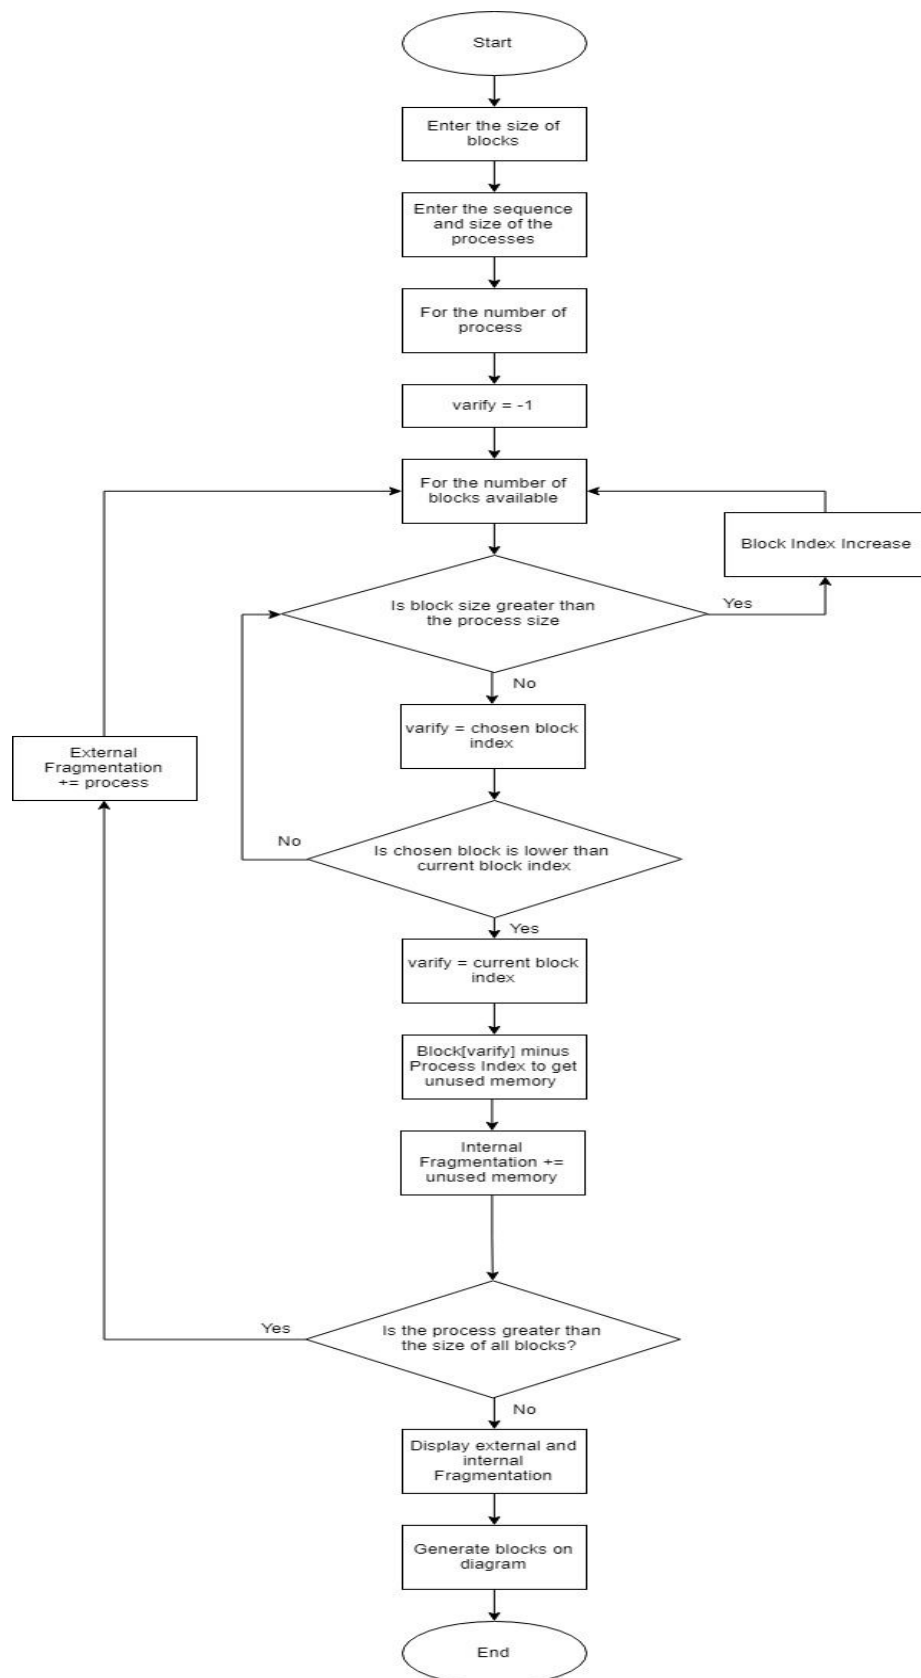 Start
Enter the size of
blocks
Enter the sequence
and size of the
processes
For the number of
process
varify = -1
For the number of
blocks available
Block Index Increase
Is block size greater than
the process size
Yes
No
varify = chosen block
index
External
Fragmentation
+= process
No
Is chosen block is lower than
current block index
Yes
varify = current block
index
Block[varify] minus
Process Index to get
unused memory
Internal
Fragmentation +=
unused memory
Yes
Is the process greater than
the size of all blocks?
No
Display external and
internal
Fragmentation
Generate blocks on
diagram
End